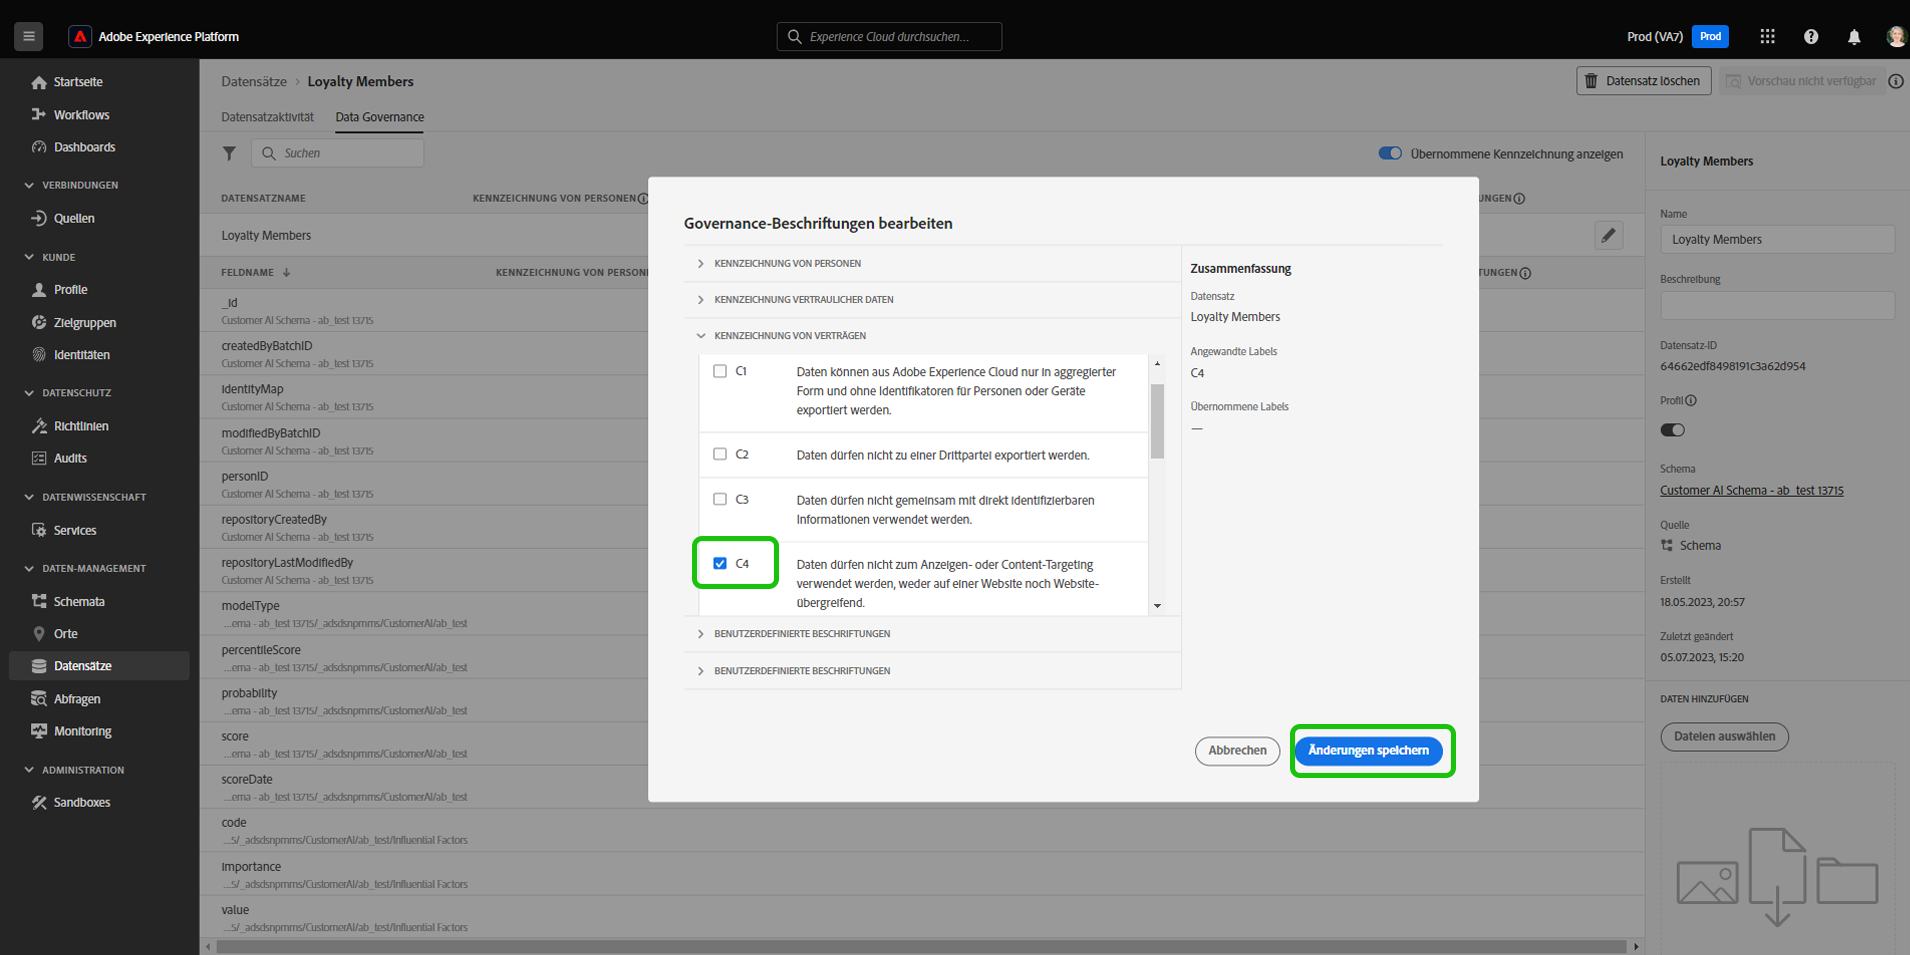 Adobe Experience Platform
Experience Cloud durchsuchen...
Prod (VA7)
Prod
Startseite
Workflows
Dashboards
VERBINDUNGEN
Quellen
KUNDE
Profile
Zielgruppen
Identitäten
DATENSCHUTZ
Richtlinien
Audits
DATENWISSENSCHAFT
Services
DATEN-MANAGEMENT
Schemata
Orte
Datensätze
Abfragen
Monitoring
ADMINISTRATION
Sandboxes
Datensätze › Loyalty Members
Datensatz löschen
Vorschau nicht verfügbar
Datensatzaktivität
Data Governance
Suchen
Übernommene Kennzeichnung anzeigen
DATENSATZNAME
KENNZEICHNUNG VON PERSONEN
UNGEN
Loyalty Members
FELDNAME
KENNZEICHNUNG VON PERSON
TUNGEN
_id
Customer AI Schema - ab_test 13715
createdByBatchID
Customer AI Schema - ab_test 13715
identityMap
Customer AI Schema - ab_test 13715
modifiedByBatchID
Customer AI Schema - ab_test 13715
personID
Customer AI Schema - ab_test 13715
repositoryCreatedBy
Customer AI Schema - ab_test 13715
repositoryLastModifiedBy
Customer AI Schema - ab_test 13715
modelType
...ema - ab_test 13715/_adsdsnpmms/CustomerAI/ab_test
percentileScore
...ema - ab_test 13715/_adsdsnpmms/CustomerAI/ab_test
probability
...ema - ab_test 13715/_adsdsnpmms/CustomerAI/ab_test
score
...ema - ab_test 13715/_adsdsnpmms/CustomerAI/ab_test
scoreDate
...ema - ab_test 13715/_adsdsnpmms/CustomerAI/ab_test
code
...5/_adsdsnpmms/CustomerAI/ab_test/Influential Factors
importance
...5/_adsdsnpmms/CustomerAI/ab_test/Influential Factors
value
...5/_adsdsnpmms/CustomerAI/ab_test/Influential Factors
Governance-Beschriftungen bearbeiten
KENNZEICHNUNG VON PERSONEN
KENNZEICHNUNG VERTRAULICHER DATEN
KENNZEICHNUNG VON VERTRÄGEN
C1
Daten können aus Adobe Experience Cloud nur in aggregierter
Form und ohne Identifikatoren für Personen oder Geräte
exportiert werden.
C2
Daten dürfen nicht zu einer Drittpartei exportiert werden.
C3
Daten dürfen nicht gemeinsam mit direkt identifizierbaren
Informationen verwendet werden.
C4
Daten dürfen nicht zum Anzeigen- oder Content-Targeting
verwendet werden, weder auf einer Website noch Website-
übergreifend.
BENUTZERDEFINIERTE BESCHRIFTUNGEN
BENUTZERDEFINIERTE BESCHRIFTUNGEN
Zusammenfassung
Datensatz
Loyalty Members
Angewandte Labels
C4
Übernommene Labels
—
Abbrechen
Änderungen speichern
Loyalty Members
Name
Loyalty Members
Beschreibung
Datensatz-ID
64662edf8498191c3a62d954
Profil
Schema
Customer AI Schema - ab_test 13715
Quelle
Schema
Erstellt
18.05.2023, 20:57
Zuletzt geändert
05.07.2023, 15:20
DATEN HINZUFÜGEN
Dateien auswählen